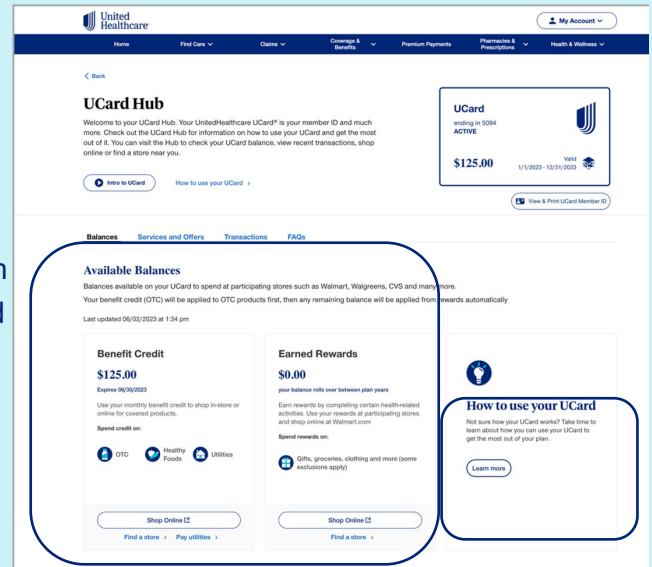 United
Healthcare
My Account
Home
Find Care
Claims
Coverage &
Benefits
Premium Payments
Pharmacies &
Prescriptions
Health & Wellness
Back
UCard Hub
Welcome to your UCard Hub. Your UnitedHealthcare UCard® is your
member ID and much
more. Check out the UCard Hub for information on how to use your UCard and get the most
out of it. You can visit the Hub to check your UCard balance, view recent transactions, shop
online or find a store near you.
Intro to UCard
How to use your UCard
UCard
ending in 5094
ACTIVE
$125.00
Valid
1/1/2023 - 12/31/2023
View & Print UCard Member ID
Balances
Services and Offers
Transactions
FAQs
Available Balances
Balances available on your UCard to spend at participating stores such as Walmart, Walgreens, CVS and many more.
Your benefit credit (OTC) will be applied to OTC products first, then any remaining balance will be applied from rewards automatically
Last updated 06/02/2023 at 1:34 pm
Benefit Credit
$125.00
Expires 06/30/2023
Use your monthly benefit credit to shop in-store or
online for covered products.
Spend credit on:
OTC
Healthy
Foods
Utilities
Shop Online
Find a store
Pay utilities
Earned Rewards
$0.00
your balance rolls over between plan years
Earn rewards by completing certain health-related
activities. Use your rewards at participating stores
and shop online at Walmart.com
Spend rewards on:
Gifts, groceries, clothing and more (some
exclusions apply)
Shop Online
Find a store
How to use your UCard
Not sure how your UCard works? Take time to
learn about how you can use your UCard to
get the most out of your plan.
Learn more